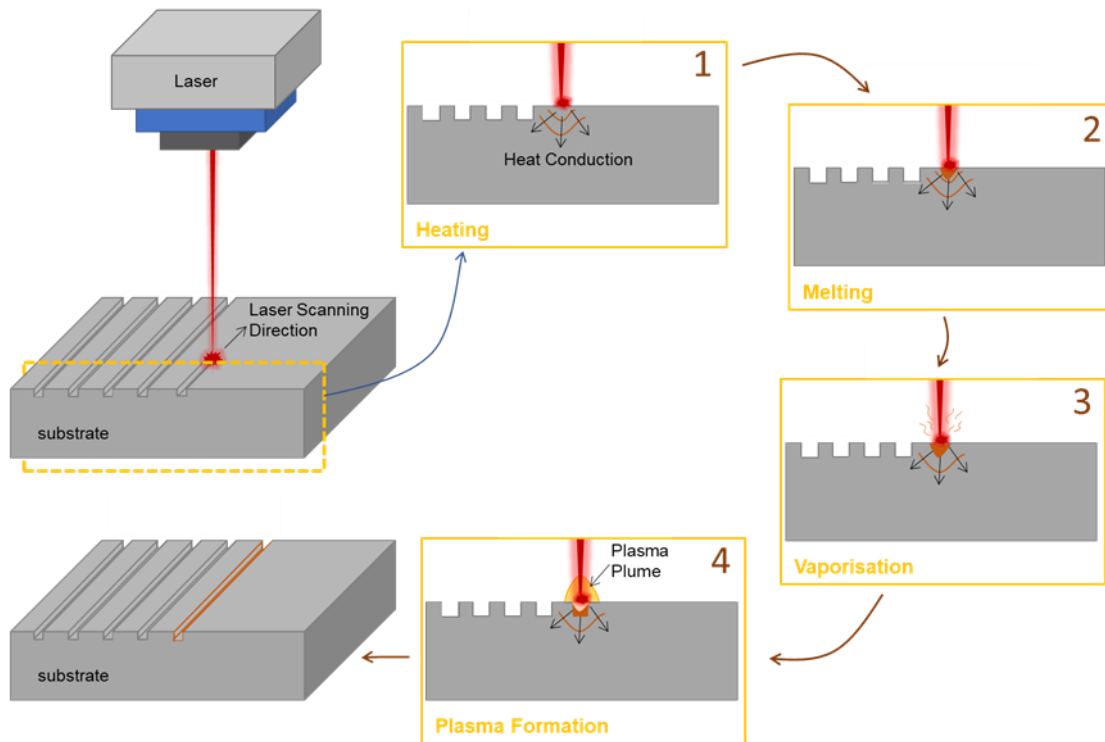 Laser
Laser Scanning
Direction
substrate
1
Heat Conduction
Heating
2
Melting
3
Vaporisation
4
Plasma
Plume
Plasma Formation
substrate